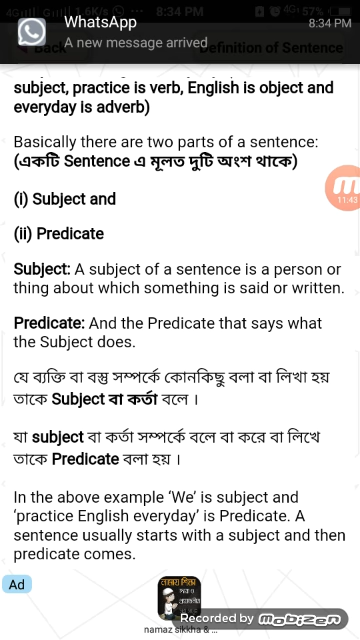 WhatsApp
8:34 PM
A new message arrived
subject, practice is verb, English is object and
everyday is adverb)
Basically there are two parts of a sentence:
(একটি Sentence এ মূলত দুটি অংশ থাকে)
(i) Subject and
(ii) Predicate
11:43
Subject: A subject of a sentence is a person or
thing about which something is said or written.
Predicate: And the Predicate that says what
the Subject does.
যে ব্যক্তি বা বস্তু সম্পর্কে কোনকিছু বলা বা লিখা হয়
তাকে Subject বা কর্তা বলে ।
যা subject বা কর্তা সম্পর্কে বলে বা করে বা লিখে
তাকে Predicate বলা হয় ।
In the above example ‘We’ is subject and
‘practice English everyday’ is Predicate. A
sentence usually starts with a subject and then
predicate comes.
Ad
নামায শিক্ষা
Recorded by MOBIZEN
namaz sikkha & ...